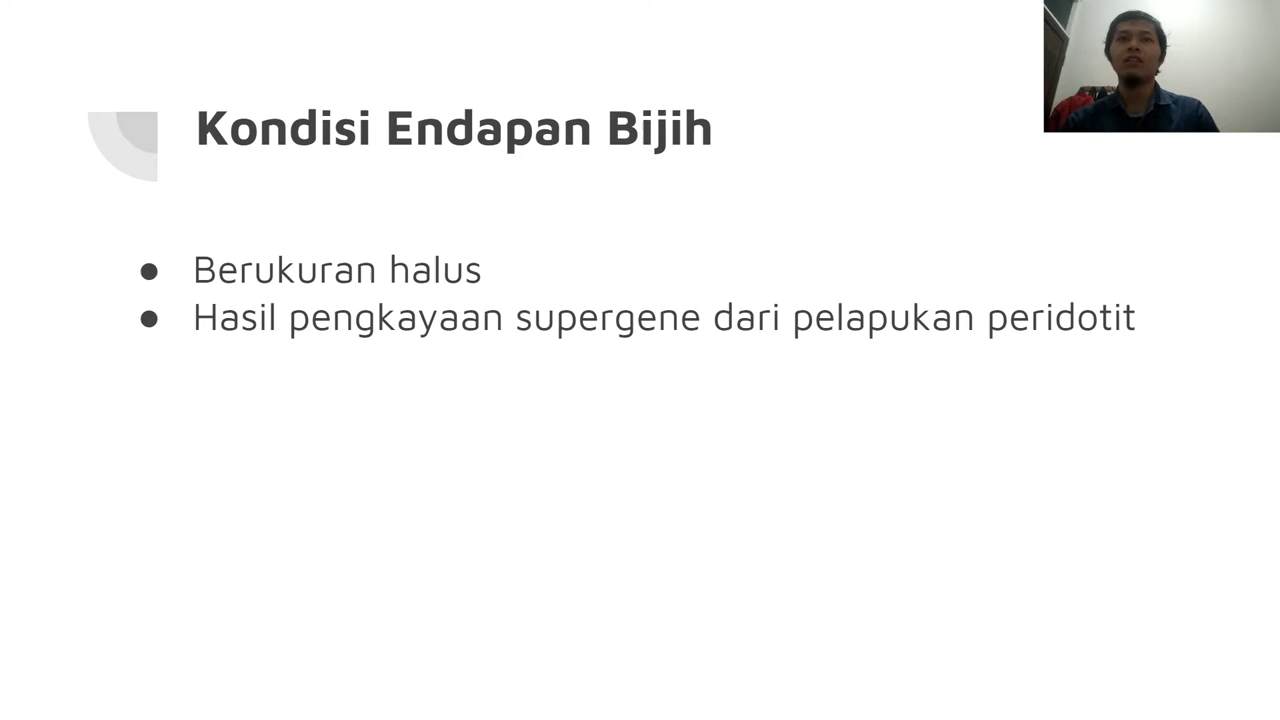 Kondisi Endapan Bijih
● Berukuran halus
● Hasil pengkayaan supergene dari pelapukan peridotit